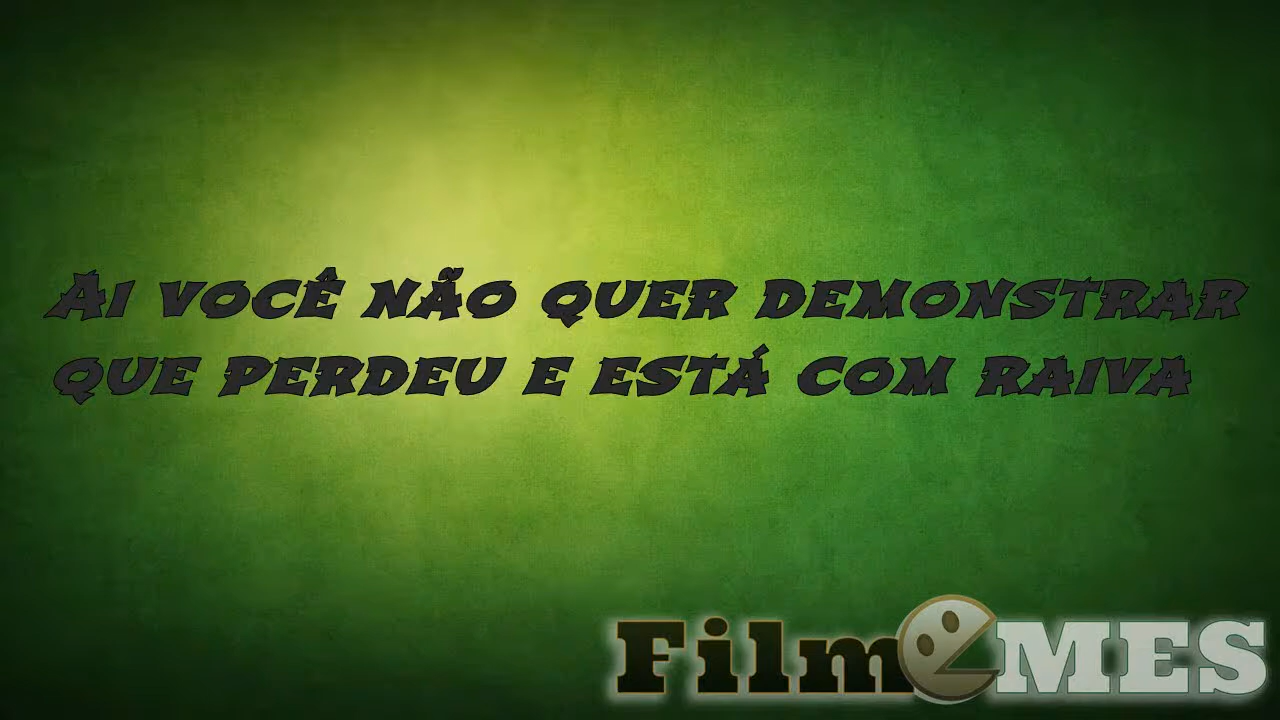 Ai você não quer demonstrar
que perdeu e está com raiva
FilmeMES